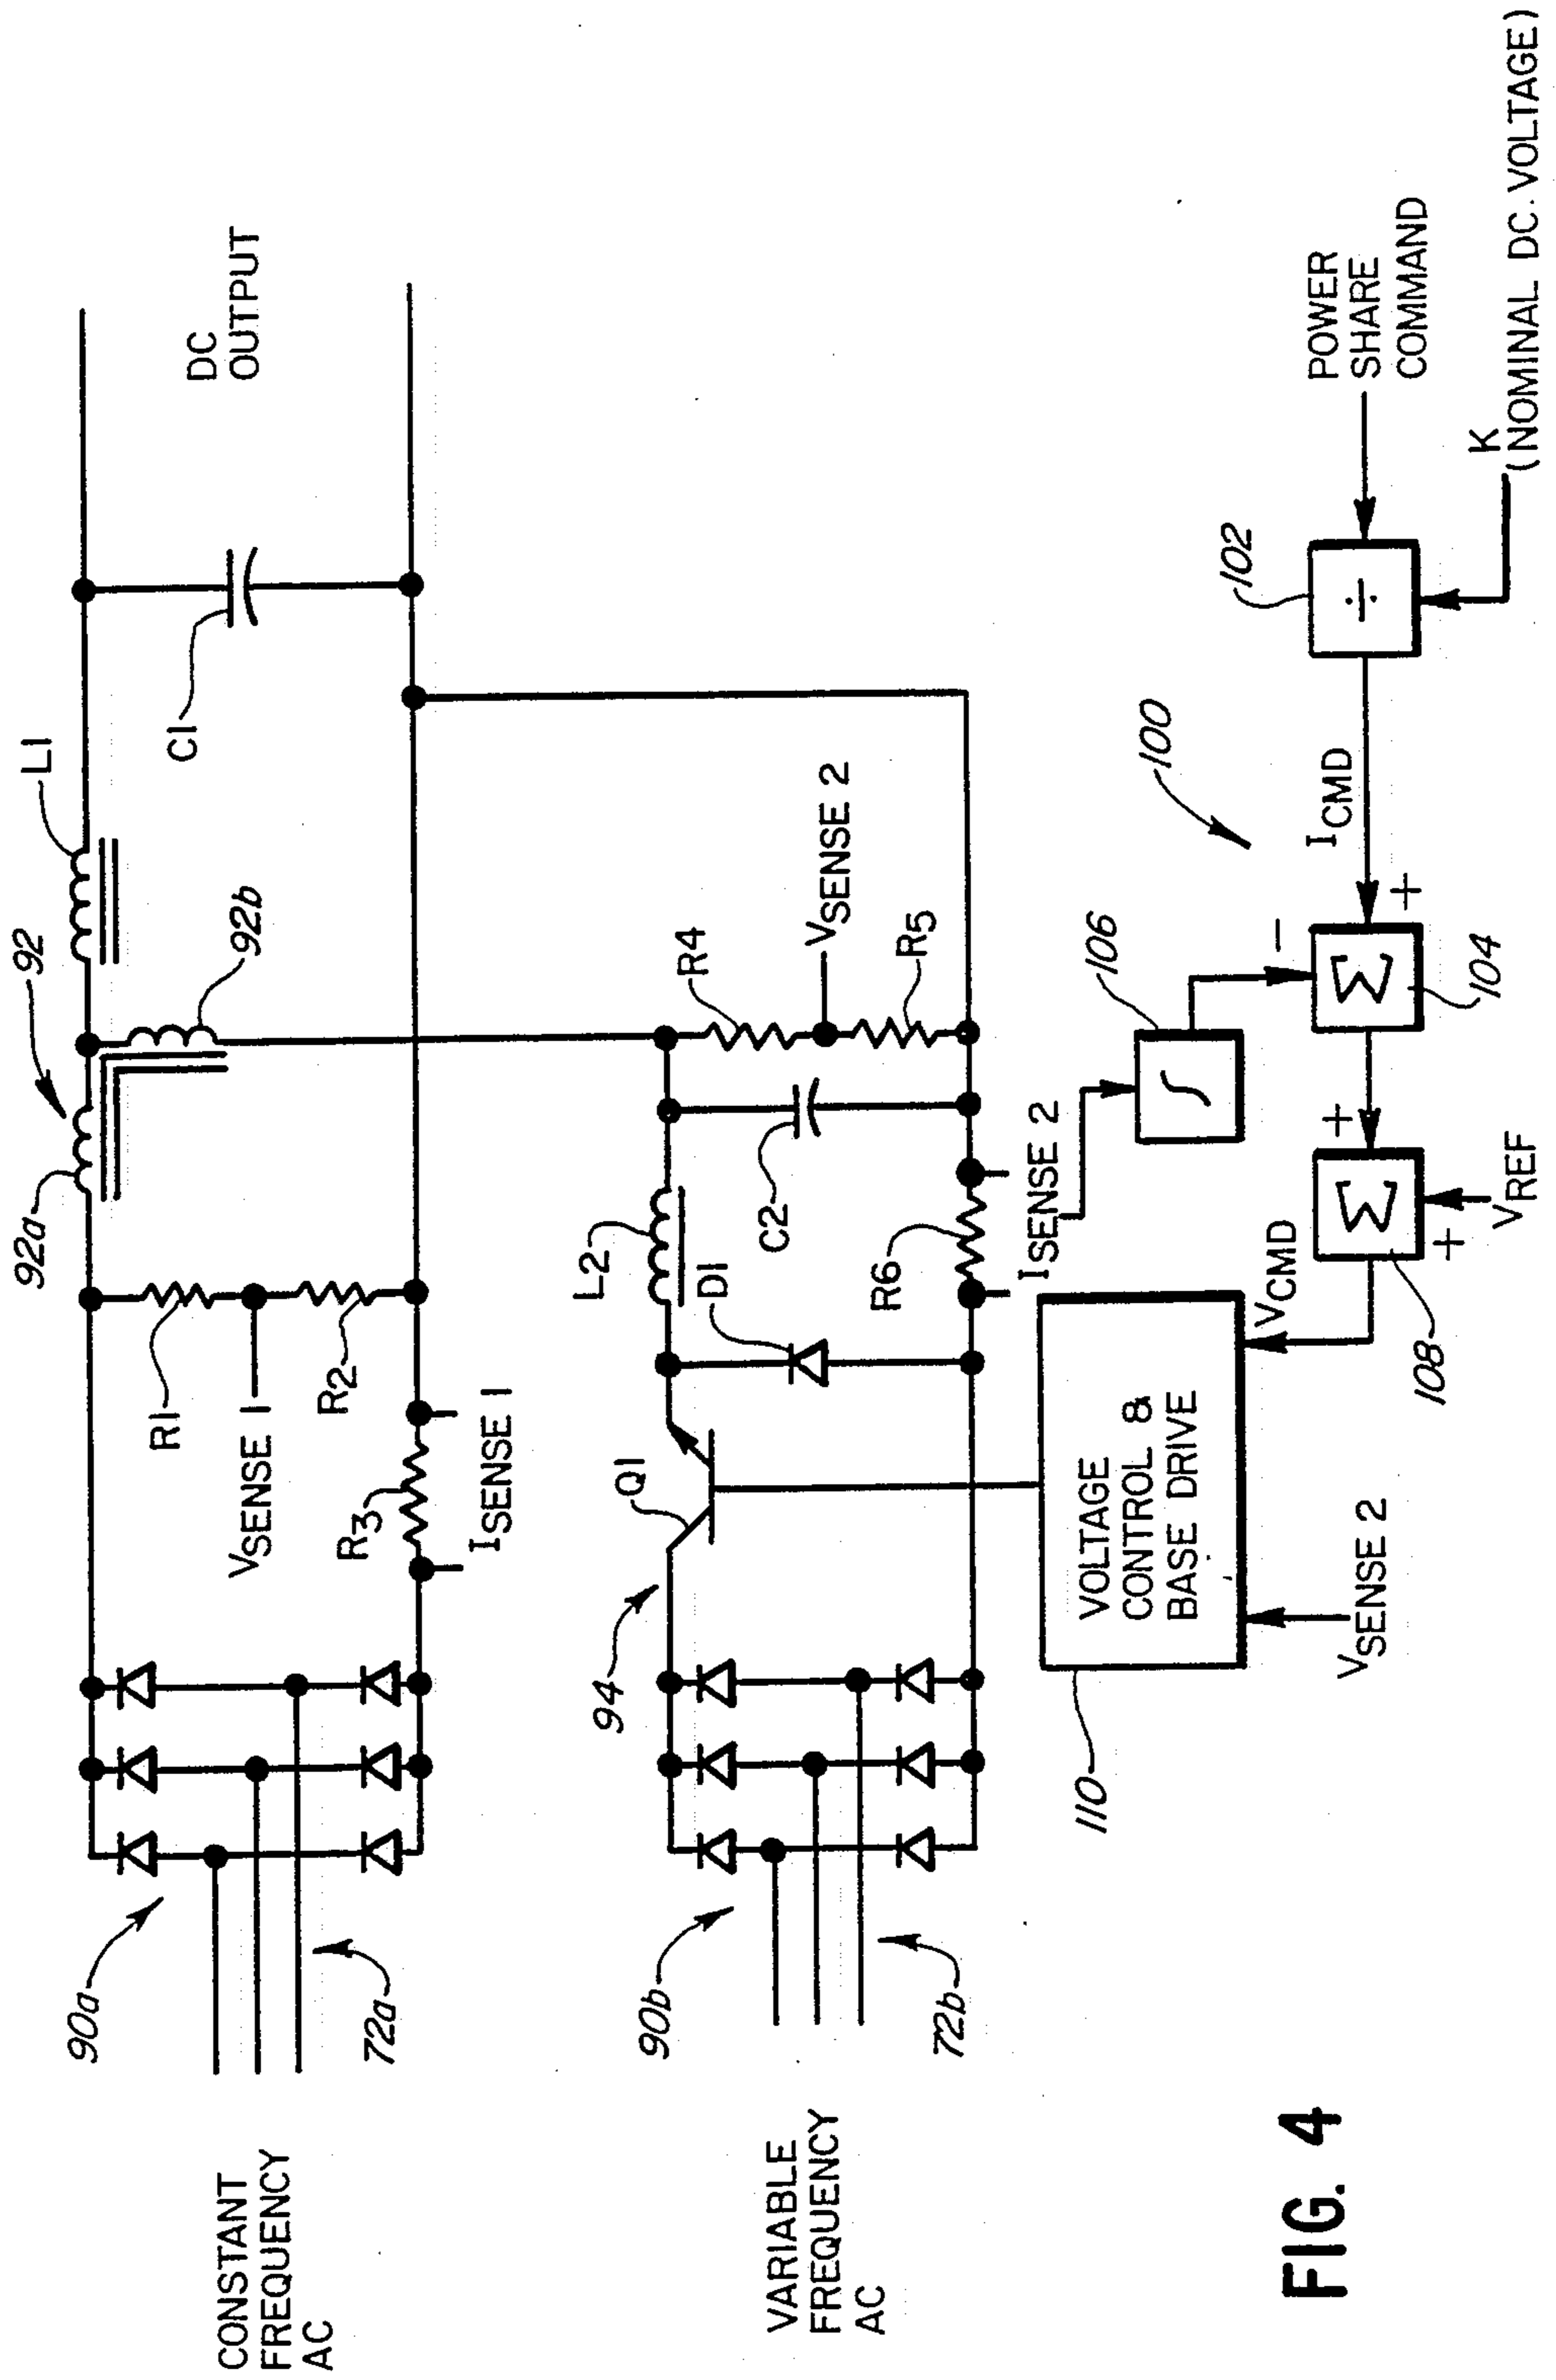 92a
92
L1
92b
C1
DC
OUTPUT
90a
R1
VSENSE 1
R2
R3
ISENSE 1
72a
CONSTANT
FREQUENCY
AC
94
Q1
L2
D1
C2
R4
VSENSE 2
R5
R6
ISENSE 2
90b
72b
VARIABLE
FREQUENCY
AC
110
VOLTAGE
CONTROL &
BASE DRIVE
VSENSE 2
VCMD
106
∫
100
102
÷
POWER
SHARE
COMMAND
K
(NOMINAL DC. VOLTAGE)
ICMD
−
+
Σ
104
+
Σ
+
VREF
108
FIG. 4